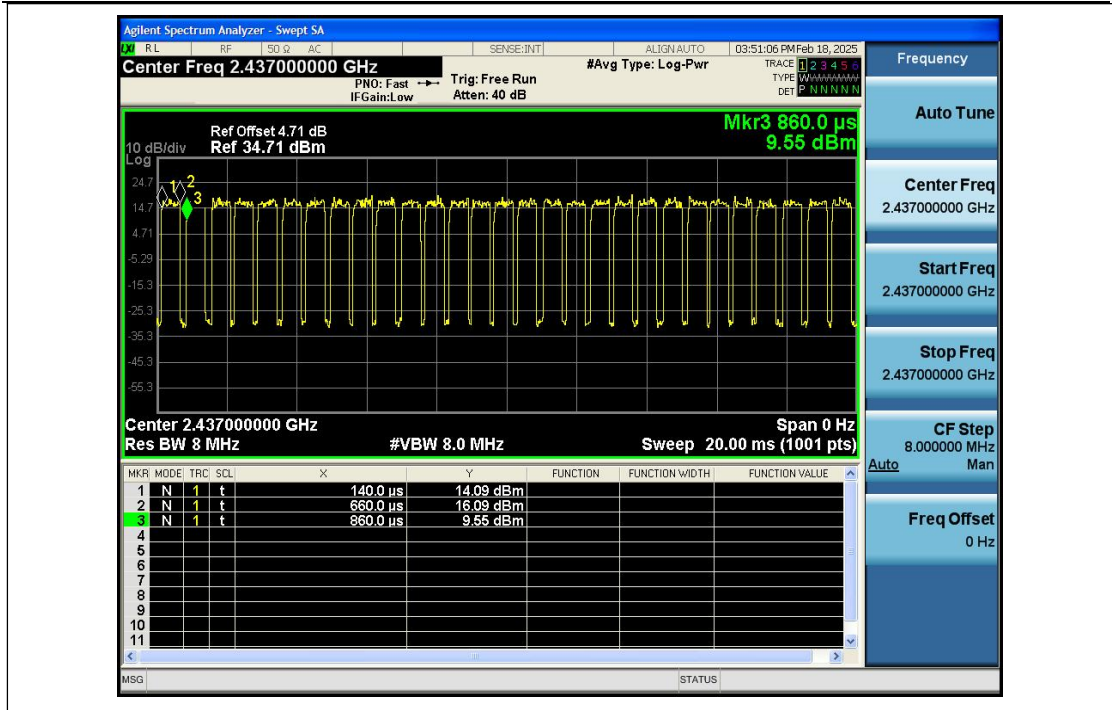 Agilent Spectrum Analyzer - Swept SA
LXI RL RF 50 Ω AC SENSE:INT ALIGN AUTO 03:51:06 PM Feb 18, 2025
Center Freq 2.437000000 GHz
PNO: Fast
IFGain:Low
Trig: Free Run
Atten: 40 dB
#Avg Type: Log-Pwr
TRACE 1 2 3 4 5 6
TYPE WWWWWW
DET P N N N N N
Mkr3 860.0 µs
9.55 dBm
Ref Offset 4.71 dB
10 dB/div Ref 34.71 dBm
Log
24.7
14.7
4.71
-5.29
-15.3
-25.3
-35.3
-45.3
-55.3
1
2
3
Center 2.437000000 GHz Span 0 Hz
Res BW 8 MHz #VBW 8.0 MHz Sweep 20.00 ms (1001 pts)
MKR MODE TRC SCL X Y FUNCTION FUNCTION WIDTH FUNCTION VALUE
1 N 1 t 140.0 µs 14.09 dBm
2 N 1 t 660.0 µs 16.09 dBm
3 N 1 t 860.0 µs 9.55 dBm
4
5
6
7
8
9
10
11
MSG STATUS
Frequency
Auto Tune
Center Freq
2.437000000 GHz
Start Freq
2.437000000 GHz
Stop Freq
2.437000000 GHz
CF Step
8.000000 MHz
Auto Man
Freq Offset
0 Hz